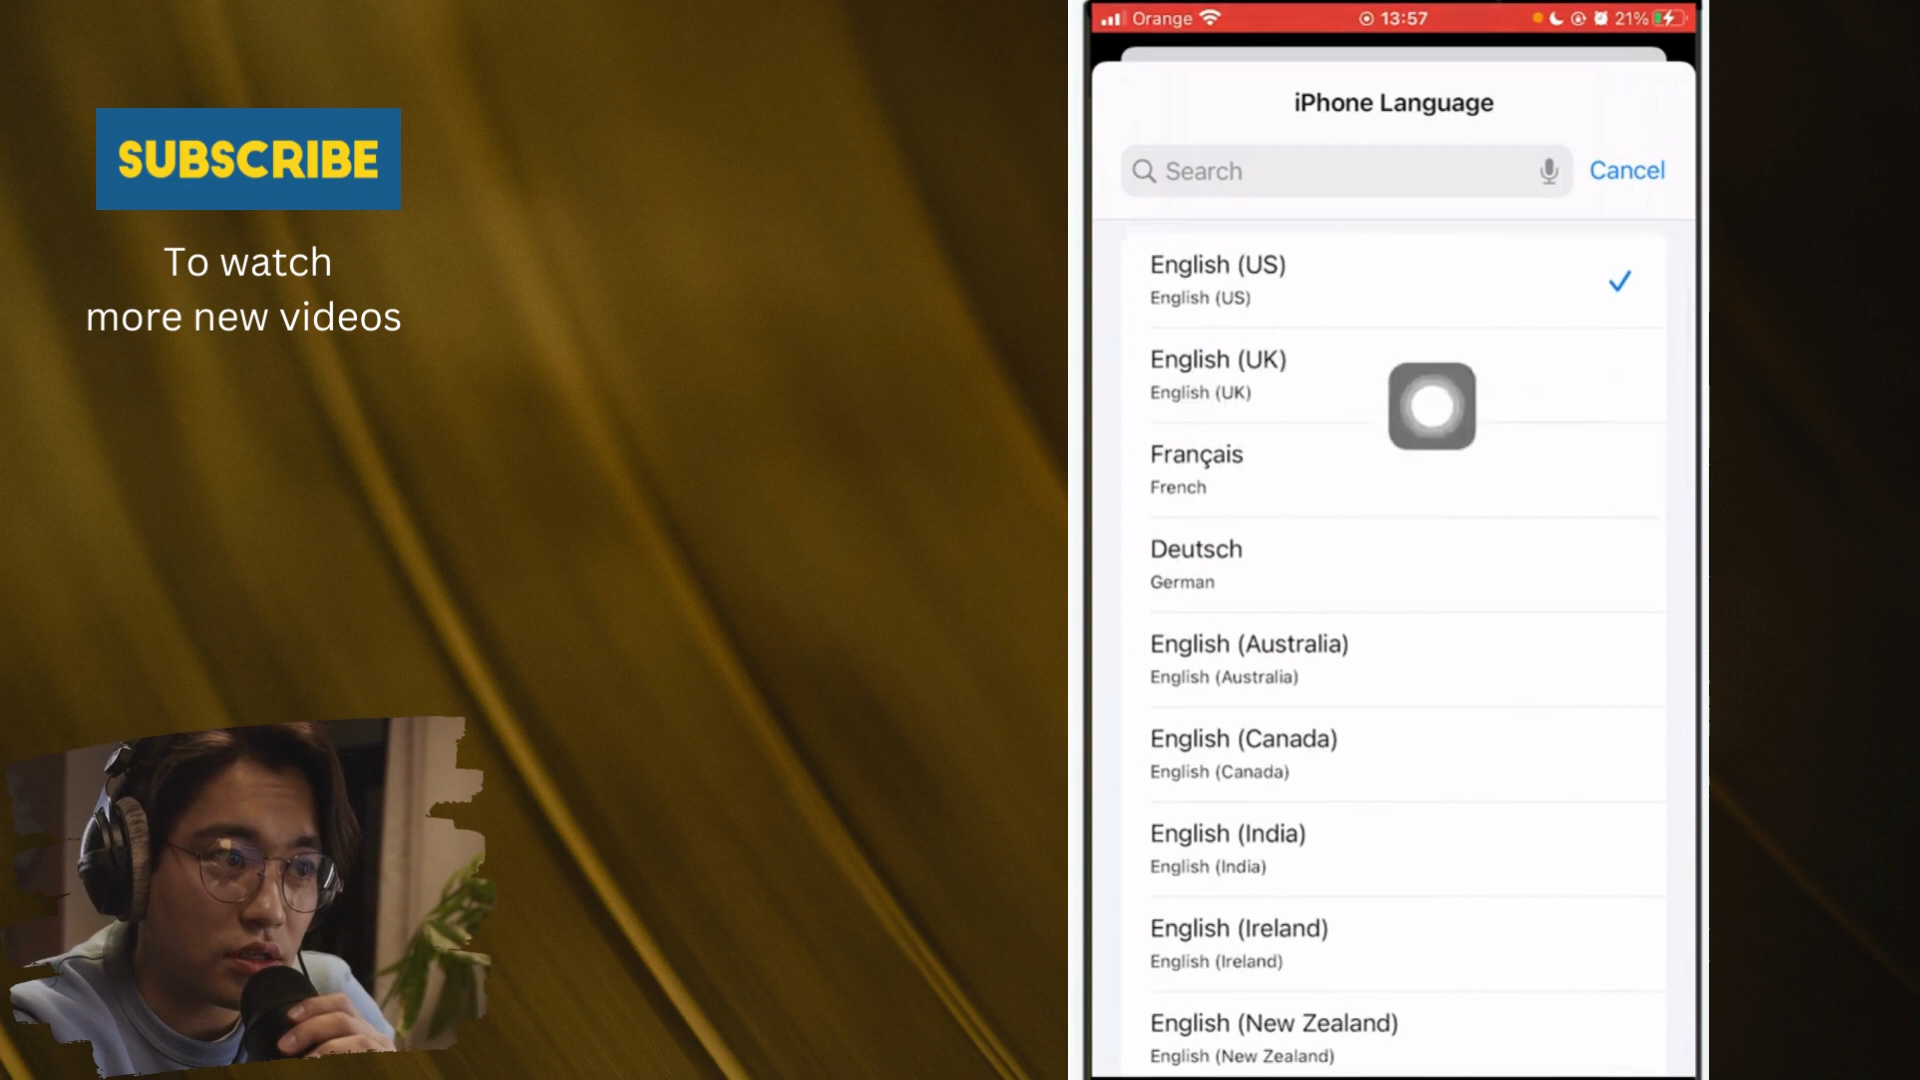 SUBSCRIBE
To watch
more new videos
Orange
13:57
21%
iPhone Language
Search
Cancel
English (US)
English (US)
English (UK)
English (UK)
Français
French
Deutsch
German
English (Australia)
English (Australia)
English (Canada)
English (Canada)
English (India)
English (India)
English (Ireland)
English (Ireland)
English (New Zealand)
English (New Zealand)